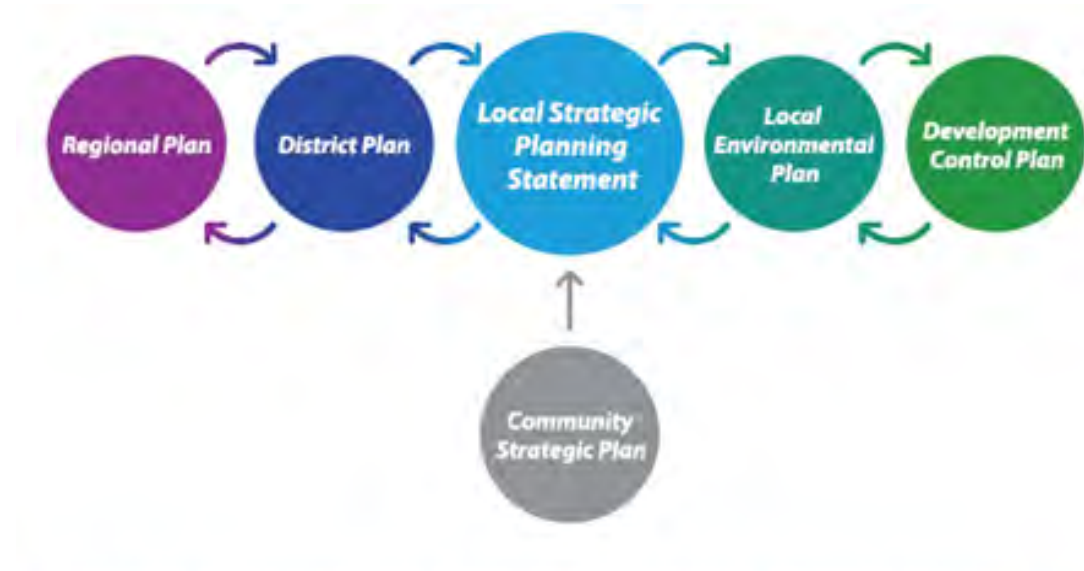 Regional Plan
District Plan
Local Strategic
Planning
Statement
Local
Environmental
Plan
Development
Control Plan
Community
Strategic Plan